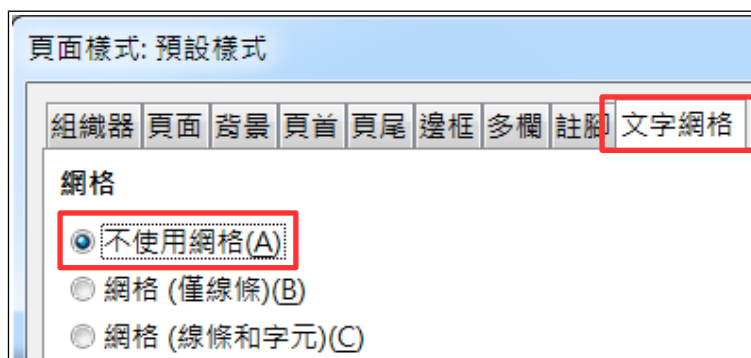 頁面樣式: 預設樣式
組織器 頁面 背景 頁首 頁尾 邊框 多欄 註腳 文字網格
網格
不使用網格(A)
網格 (僅線條)(B)
網格 (線條和字元)(C)